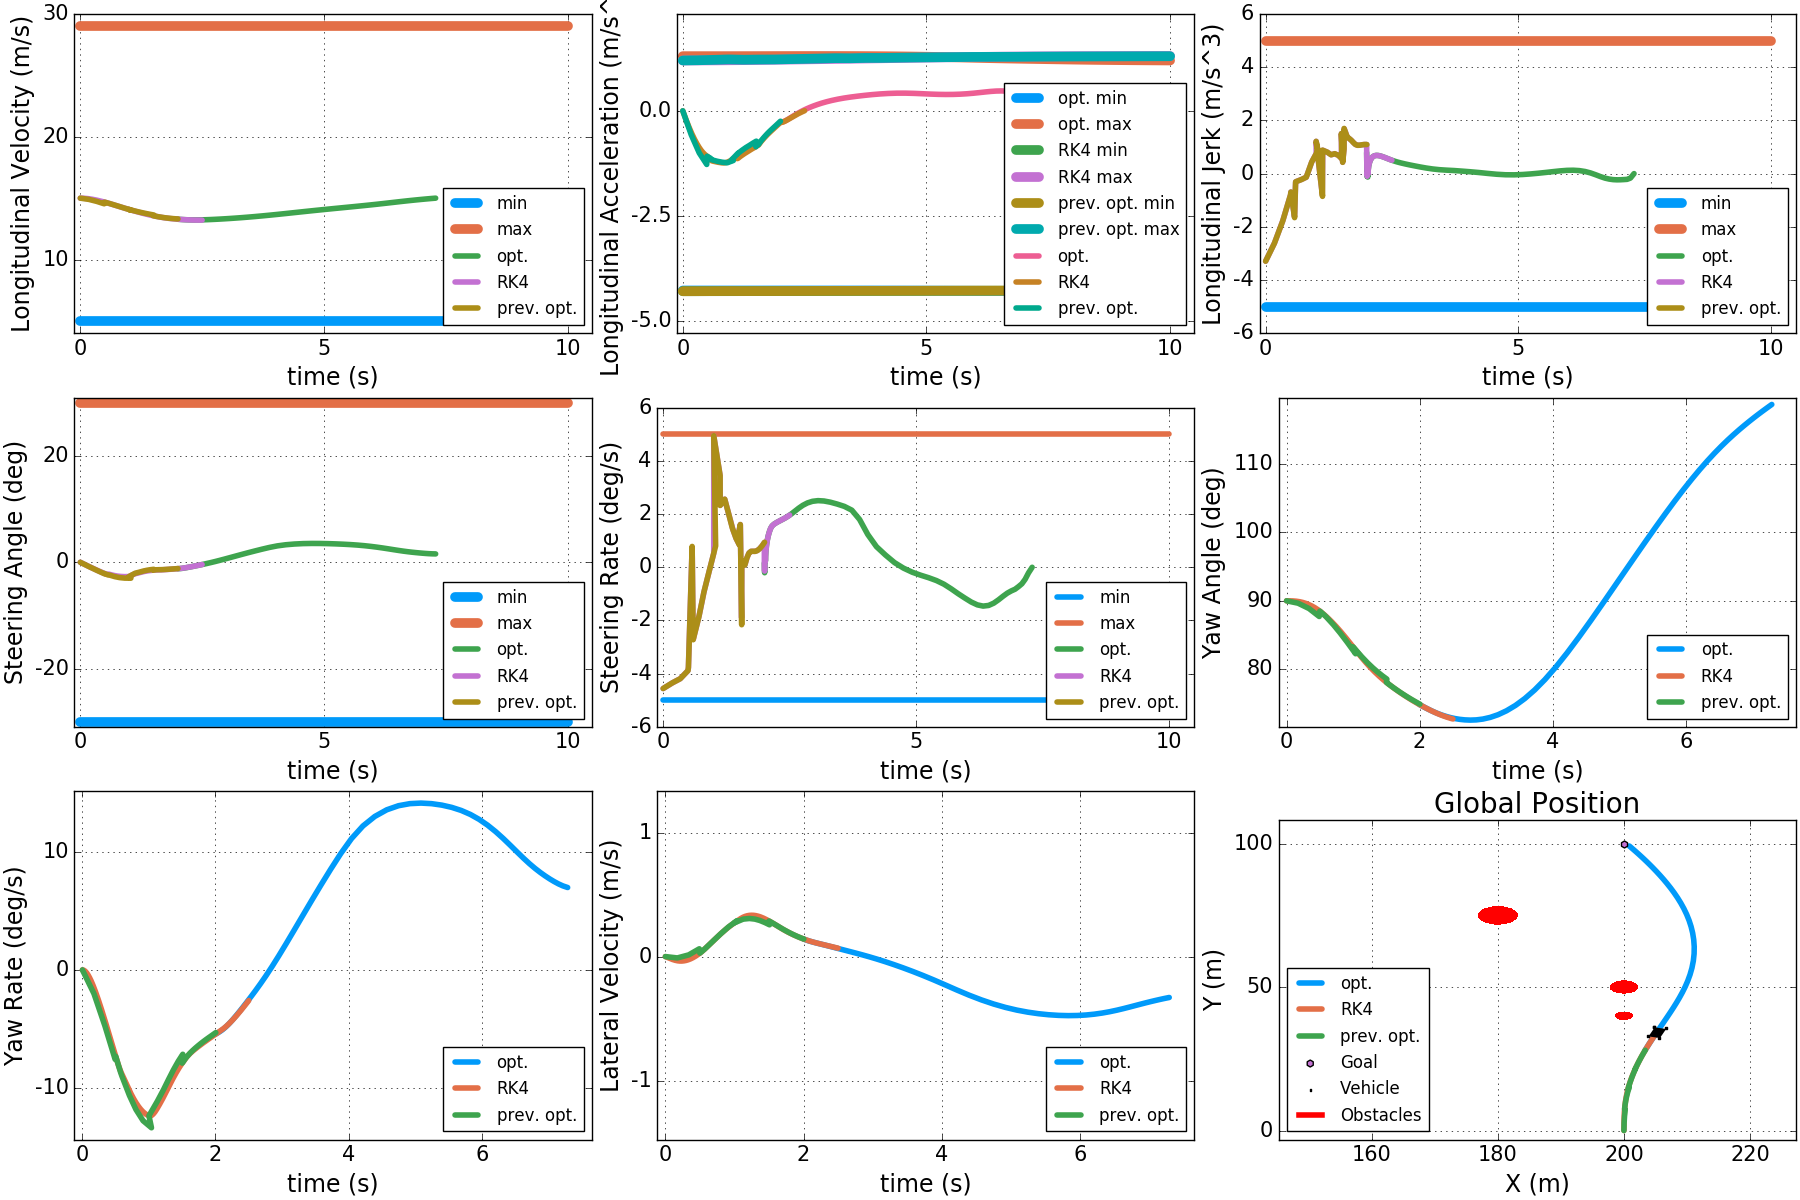 Longitudinal Velocity (m/s)
30
20
10
0
5
10
time (s)
min
max
opt.
RK4
prev. opt.
Longitudinal Acceleration (m/s^
0.0
-2.5
-5.0
0
5
10
time (s)
opt. min
opt. max
RK4 min
RK4 max
prev. opt. min
prev. opt. max
opt.
RK4
prev. opt.
Longitudinal Jerk (m/s^3)
6
4
2
0
-2
-4
-6
0
5
10
time (s)
min
max
opt.
RK4
prev. opt.
Steering Angle (deg)
20
0
-20
0
5
10
time (s)
min
max
opt.
RK4
prev. opt.
Steering Rate (deg/s)
6
4
2
0
-2
-4
-6
0
5
10
time (s)
min
max
opt.
RK4
prev. opt.
Yaw Angle (deg)
110
100
90
80
0
2
4
6
time (s)
opt.
RK4
prev. opt.
Yaw Rate (deg/s)
10
0
-10
0
2
4
6
time (s)
opt.
RK4
prev. opt.
Lateral Velocity (m/s)
1
0
-1
0
2
4
6
time (s)
opt.
RK4
prev. opt.
Global Position
Y (m)
100
50
0
160
180
200
220
X (m)
opt.
RK4
prev. opt.
Goal
Vehicle
Obstacles